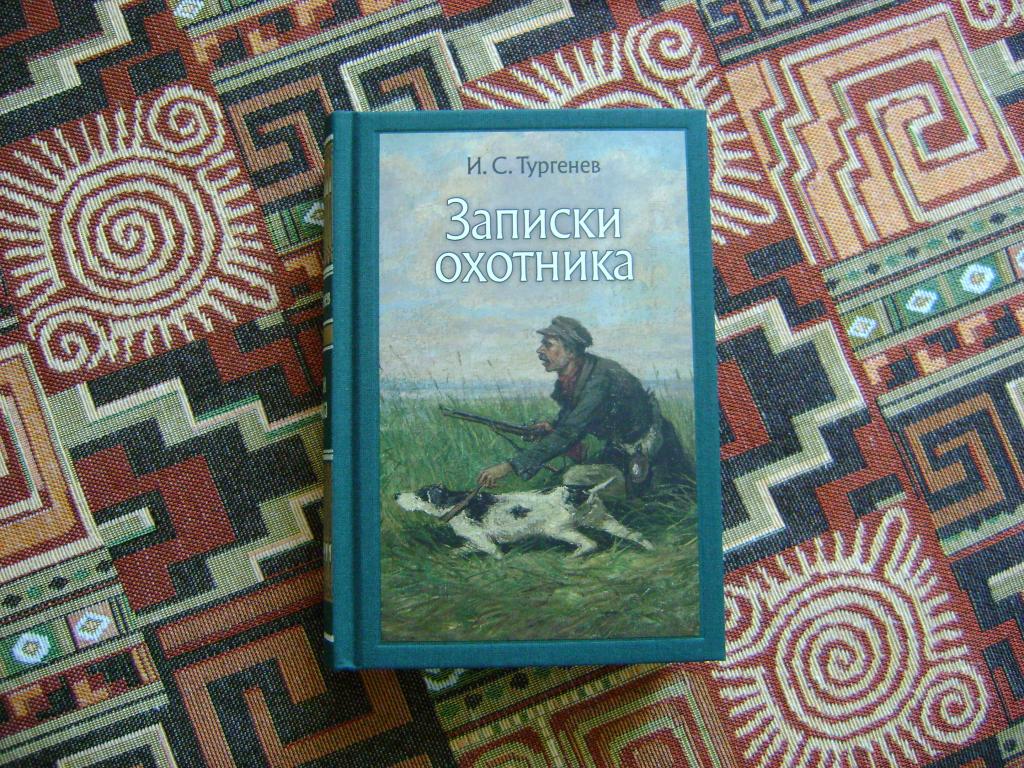 И. С. Тургенев
Записки
охотника